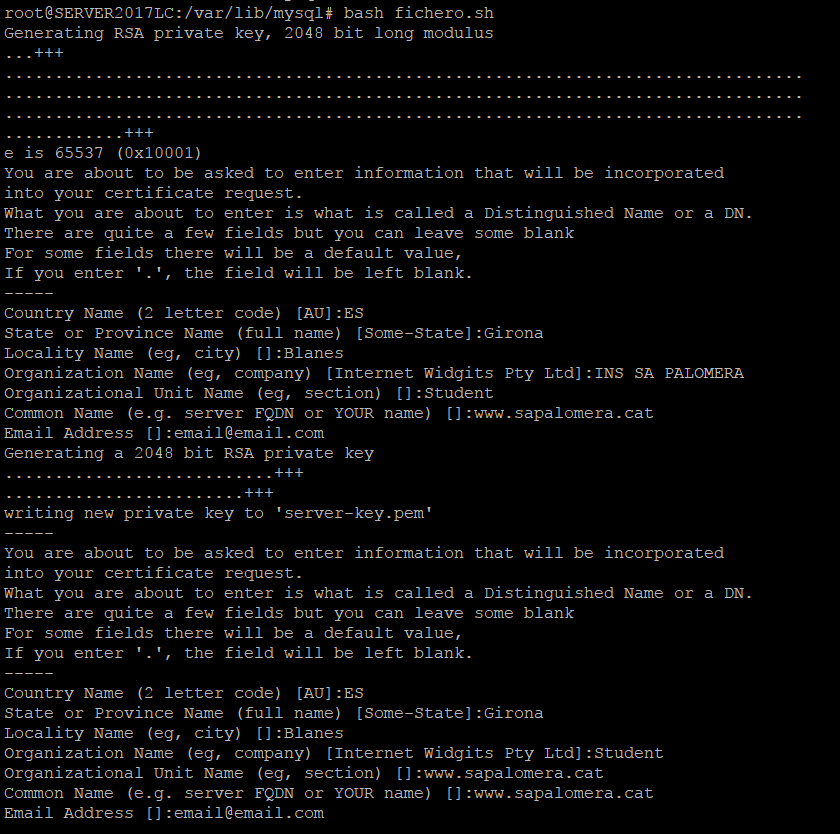 root@SERVER2017LC:/var/lib/mysql# bash fichero.sh
Generating RSA private key, 2048 bit long modulus
...+++
................................................................................
................................................................................
................................................................................
............+++
e is 65537 (0x10001)
You are about to be asked to enter information that will be incorporated
into your certificate request.
What you are about to enter is what is called a Distinguished Name or a DN.
There are quite a few fields but you can leave some blank
For some fields there will be a default value,
If you enter '.', the field will be left blank.
-----
Country Name (2 letter code) [AU]:ES
State or Province Name (full name) [Some-State]:Girona
Locality Name (eg, city) []:Blanes
Organization Name (eg, company) [Internet Widgits Pty Ltd]:INS SA PALOMERA
Organizational Unit Name (eg, section) []:Student
Common Name (e.g. server FQDN or YOUR name) []:www.sapalomera.cat
Email Address []:email@email.com
Generating a 2048 bit RSA private key
...........................+++
........................+++
writing new private key to 'server-key.pem'
-----
You are about to be asked to enter information that will be incorporated
into your certificate request.
What you are about to enter is what is called a Distinguished Name or a DN.
There are quite a few fields but you can leave some blank
For some fields there will be a default value,
If you enter '.', the field will be left blank.
-----
Country Name (2 letter code) [AU]:ES
State or Province Name (full name) [Some-State]:Girona
Locality Name (eg, city) []:Blanes
Organization Name (eg, company) [Internet Widgits Pty Ltd]:Student
Organizational Unit Name (eg, section) []:www.sapalomera.cat
Common Name (e.g. server FQDN or YOUR name) []:www.sapalomera.cat
Email Address []:email@email.com